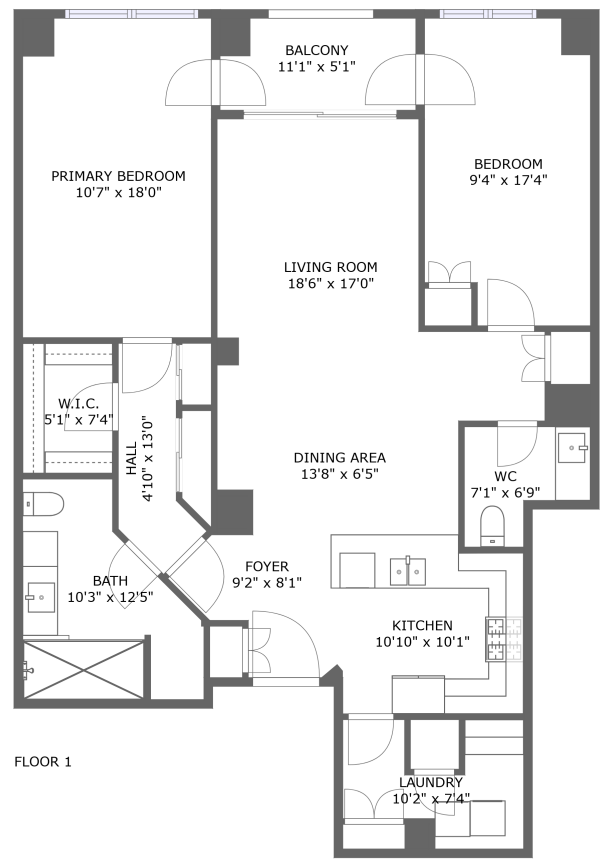 BALCONY
11'1" x 5'1"
PRIMARY BEDROOM
10'7" x 18'0"
BEDROOM
9'4" x 17'4"
LIVING ROOM
18'6" x 17'0"
W.I.C.
5'1" x 7'4"
HALL
4'10" x 13'0"
DINING AREA
13'8" x 6'5"
WC
7'1" x 6'9"
BATH
10'3" x 12'5"
FOYER
9'2" x 8'1"
KITCHEN
10'10" x 10'1"
FLOOR 1
LAUNDRY
10'2" x 7'4"